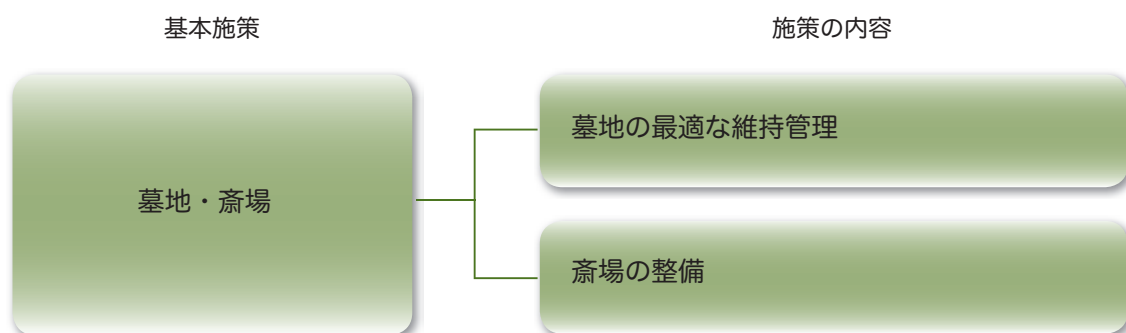 基本施策
施策の内容
墓地・斎場
墓地の最適な維持管理
斎場の整備